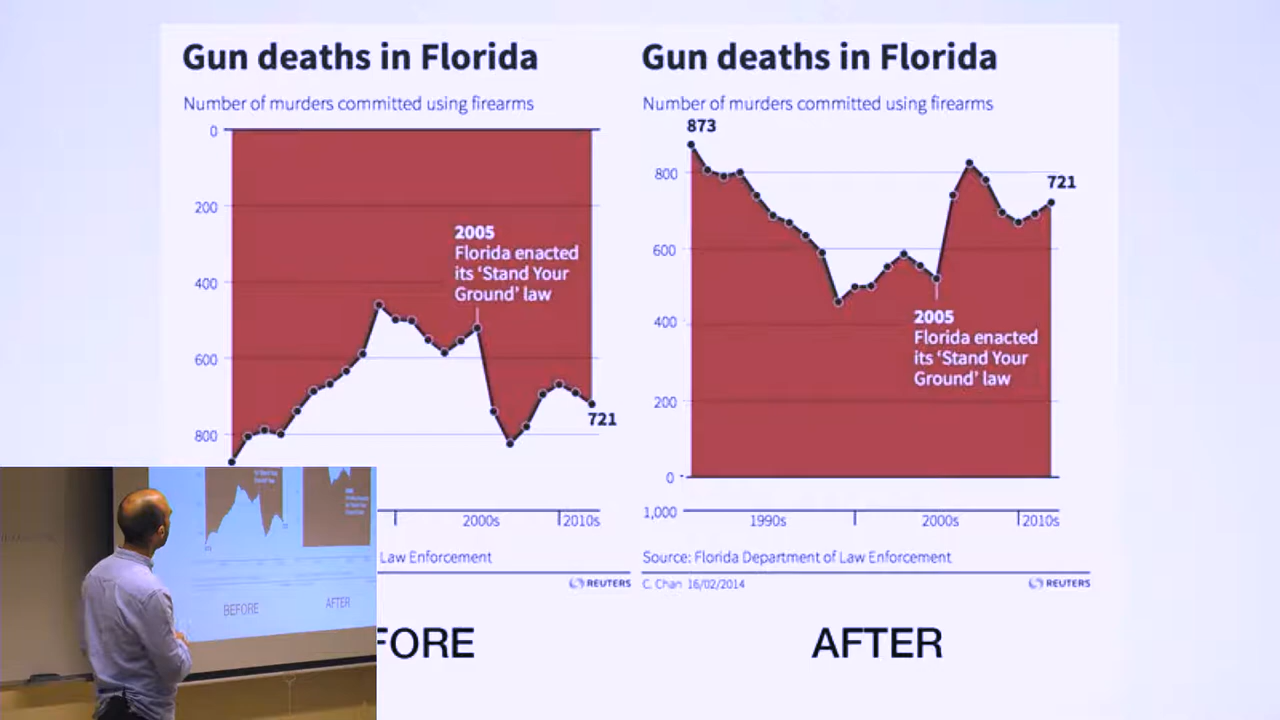 Gun deaths in Florida
Number of murders committed using firearms
0
200
400
600
800
2005
Florida enacted
its ‘Stand Your
Ground’ law
721
2000s
2010s
Law Enforcement
REUTERS
FORE
Gun deaths in Florida
Number of murders committed using firearms
873
800
600
400
200
0
1,000
721
2005
Florida enacted
its ‘Stand Your
Ground’ law
1990s
2000s
2010s
Source: Florida Department of Law Enforcement
C. Chan 16/02/2014
REUTERS
AFTER
BEFORE
AFTER